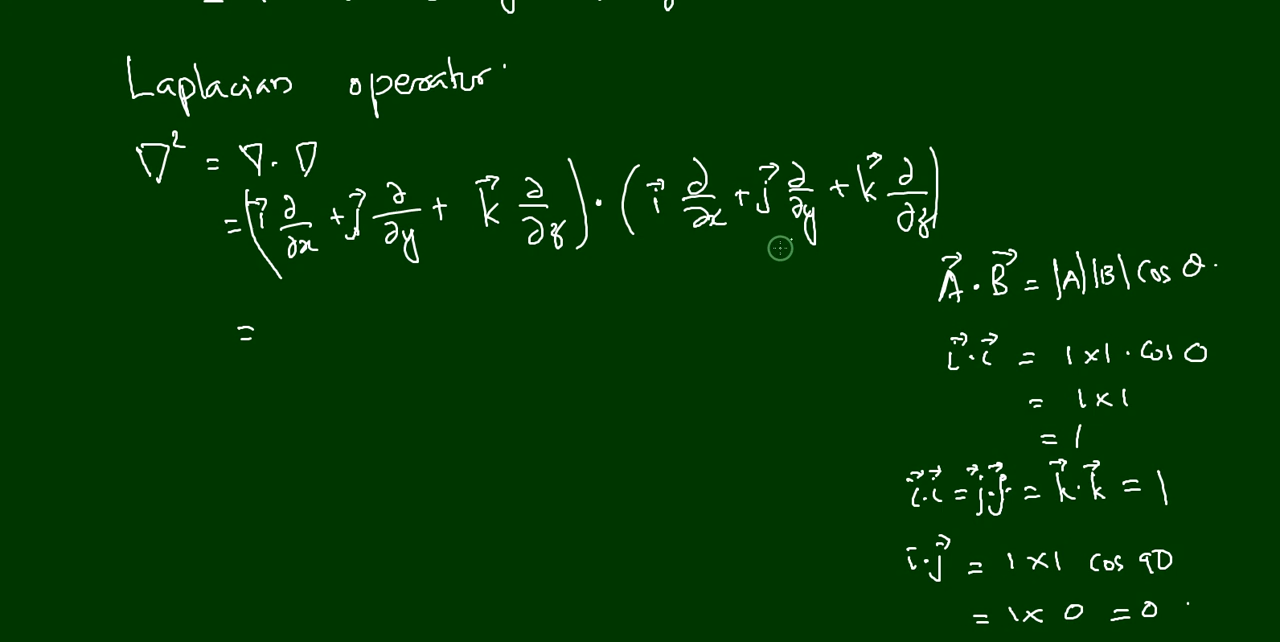 Laplacian operator.
∇² = ∇ · ∇
= (i⃗ ∂/∂x + j⃗ ∂/∂y + k⃗ ∂/∂z) · (i⃗ ∂/∂x + j⃗ ∂/∂y + k⃗ ∂/∂z)
=
A⃗ · B⃗ = |A||B| cos θ.
i⃗ · i⃗ = 1×1 · cos 0
= 1×1
= 1
i⃗·i⃗ = j⃗·j⃗ = k⃗·k⃗ = 1
i·j⃗ = 1×1 cos 90
= 1× 0 = 0 .